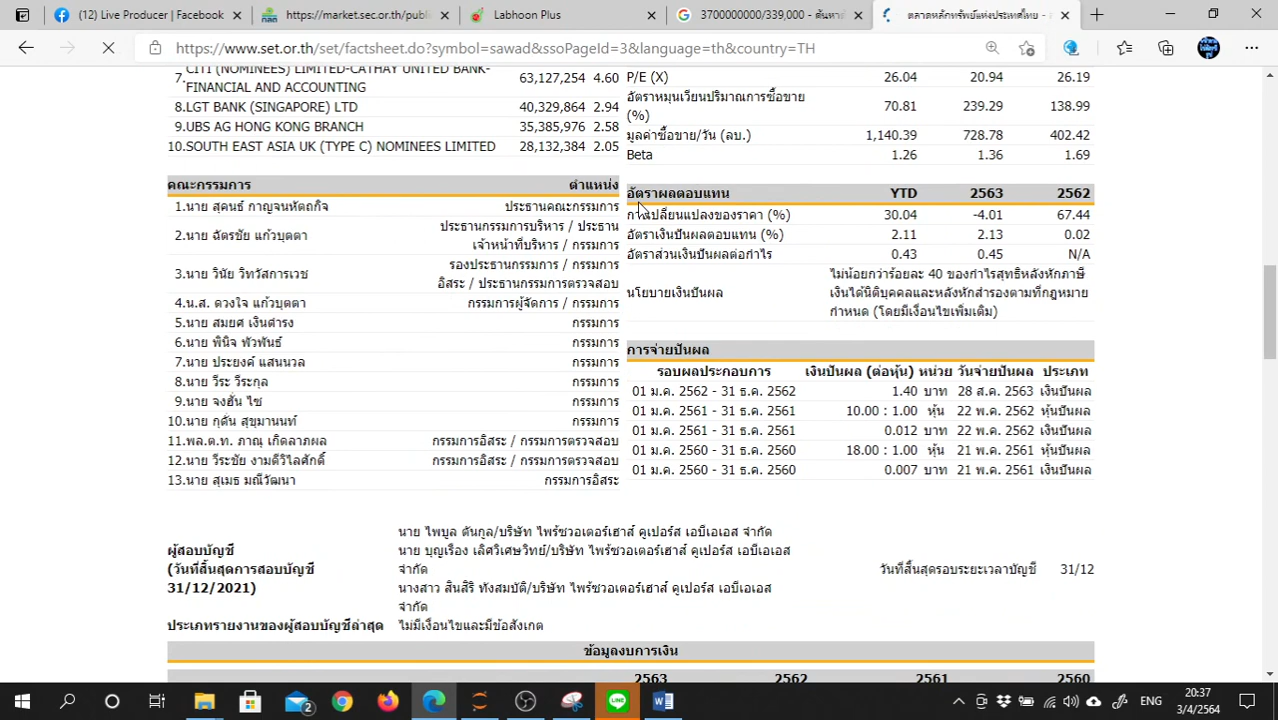 (12) Live Producer | Facebook
nao
https://market.sec.or.th/publi
Labhoon Plus
3700000000/339,000 - ค้นหา
ตลาดหลักทรัพย์แห่งประเทศไทย -
https://www.set.or.th/set/factsheet.do?symbol=sawad&ssoPageId=3&language=th&country=TH
7. CITI (NOMINEES) LIMITED-CATHAY UNITED BANK-
FINANCIAL AND ACCOUNTING 63,127,254 4.60
8.LGT BANK (SINGAPORE) LTD 40,329,864 2.94
9.UBS AG HONG KONG BRANCH 35,385,976 2.58
10.SOUTH EAST ASIA UK (TYPE C) NOMINEES LIMITED 28,132,384 2.05
P/E (X) 26.04 20.94 26.19
อัตราหมุนเวียนปริมาณการซื้อขาย
(%) 70.81 239.29 138.99
มูลค่าซื้อขาย/วัน (ลบ.) 1,140.39 728.78 402.42
Beta 1.26 1.36 1.69
คณะกรรมการ ตำแหน่ง
1.นาย สุคนธ์ กาญจนหัตถกิจ ประธานคณะกรรมการ
2.นาย ฉัตรชัย แก้วบุตตา ประธานกรรมการบริหาร / ประธาน
เจ้าหน้าที่บริหาร / กรรมการ
3.นาย วินัย วิทวัสการเวช รองประธานกรรมการ / กรรมการ
อิสระ / ประธานกรรมการตรวจสอบ
4.น.ส. ดวงใจ แก้วบุตตา กรรมการผู้จัดการ / กรรมการ
5.นาย สมยศ เงินดำรง กรรมการ
6.นาย พินิจ พัวพันธ์ กรรมการ
7.นาย ประยงค์ แสนนวล กรรมการ
8.นาย วีระ วีระกุล กรรมการ
9.นาย จงฮั่น ไช่ กรรมการ
10.นาย กุดั่น สุขุมานนท์ กรรมการ
11.พล.ต.ท. ภาณุ เกิดลาภผล กรรมการอิสระ / กรรมการตรวจสอบ
12.นาย วีระชัย งามดีวิไลศักดิ์ กรรมการอิสระ / กรรมการตรวจสอบ
13.นาย สุเมธ มณีวัฒนา กรรมการอิสระ
อัตราผลตอบแทน YTD 2563 2562
การเปลี่ยนแปลงของราคา (%) 30.04 -4.01 67.44
อัตราเงินปันผลตอบแทน (%) 2.11 2.13 0.02
อัตราส่วนเงินปันผลต่อกำไร 0.43 0.45 N/A
นโยบายเงินปันผล ไม่น้อยกว่าร้อยละ 40 ของกำไรสุทธิหลังหักภาษี
เงินได้นิติบุคคลและหลังหักสำรองตามที่กฎหมาย
กำหนด (โดยมีเงื่อนไขเพิ่มเติม)
การจ่ายปันผล
รอบผลประกอบการ เงินปันผล (ต่อหุ้น) หน่วย วันจ่ายปันผล ประเภท
01 ม.ค. 2562 - 31 ธ.ค. 2562 1.40 บาท 28 ส.ค. 2563 เงินปันผล
01 ม.ค. 2561 - 31 ธ.ค. 2561 10.00 : 1.00 หุ้น 22 พ.ค. 2562 หุ้นปันผล
01 ม.ค. 2561 - 31 ธ.ค. 2561 0.012 บาท 22 พ.ค. 2562 เงินปันผล
01 ม.ค. 2560 - 31 ธ.ค. 2560 18.00 : 1.00 หุ้น 21 พ.ค. 2561 หุ้นปันผล
01 ม.ค. 2560 - 31 ธ.ค. 2560 0.007 บาท 21 พ.ค. 2561 เงินปันผล
ผู้สอบบัญชี
(วันที่สิ้นสุดการสอบบัญชี
31/12/2021)
นาย ไพบูล ตันกูล/บริษัท ไพร้ซวอเตอร์เฮาส์ คูเปอร์ส เอบีเอเอส จำกัด
นาย บุญเรือง เลิศวิเศษวิทย์/บริษัท ไพร้ซวอเตอร์เฮาส์ คูเปอร์ส เอบีเอเอส
จำกัด
นางสาว สินสิริ ทังสมบัติ/บริษัท ไพร้ซวอเตอร์เฮาส์ คูเปอร์ส เอบีเอเอส
จำกัด
วันที่สิ้นสุดรอบระยะเวลาบัญชี 31/12
ประเภทรายงานของผู้สอบบัญชีล่าสุด ไม่มีเงื่อนไขและมีข้อสังเกต
ข้อมูลงบการเงิน
2563 2562 2561 2560
LINE
ENG
20:37
3/4/2564